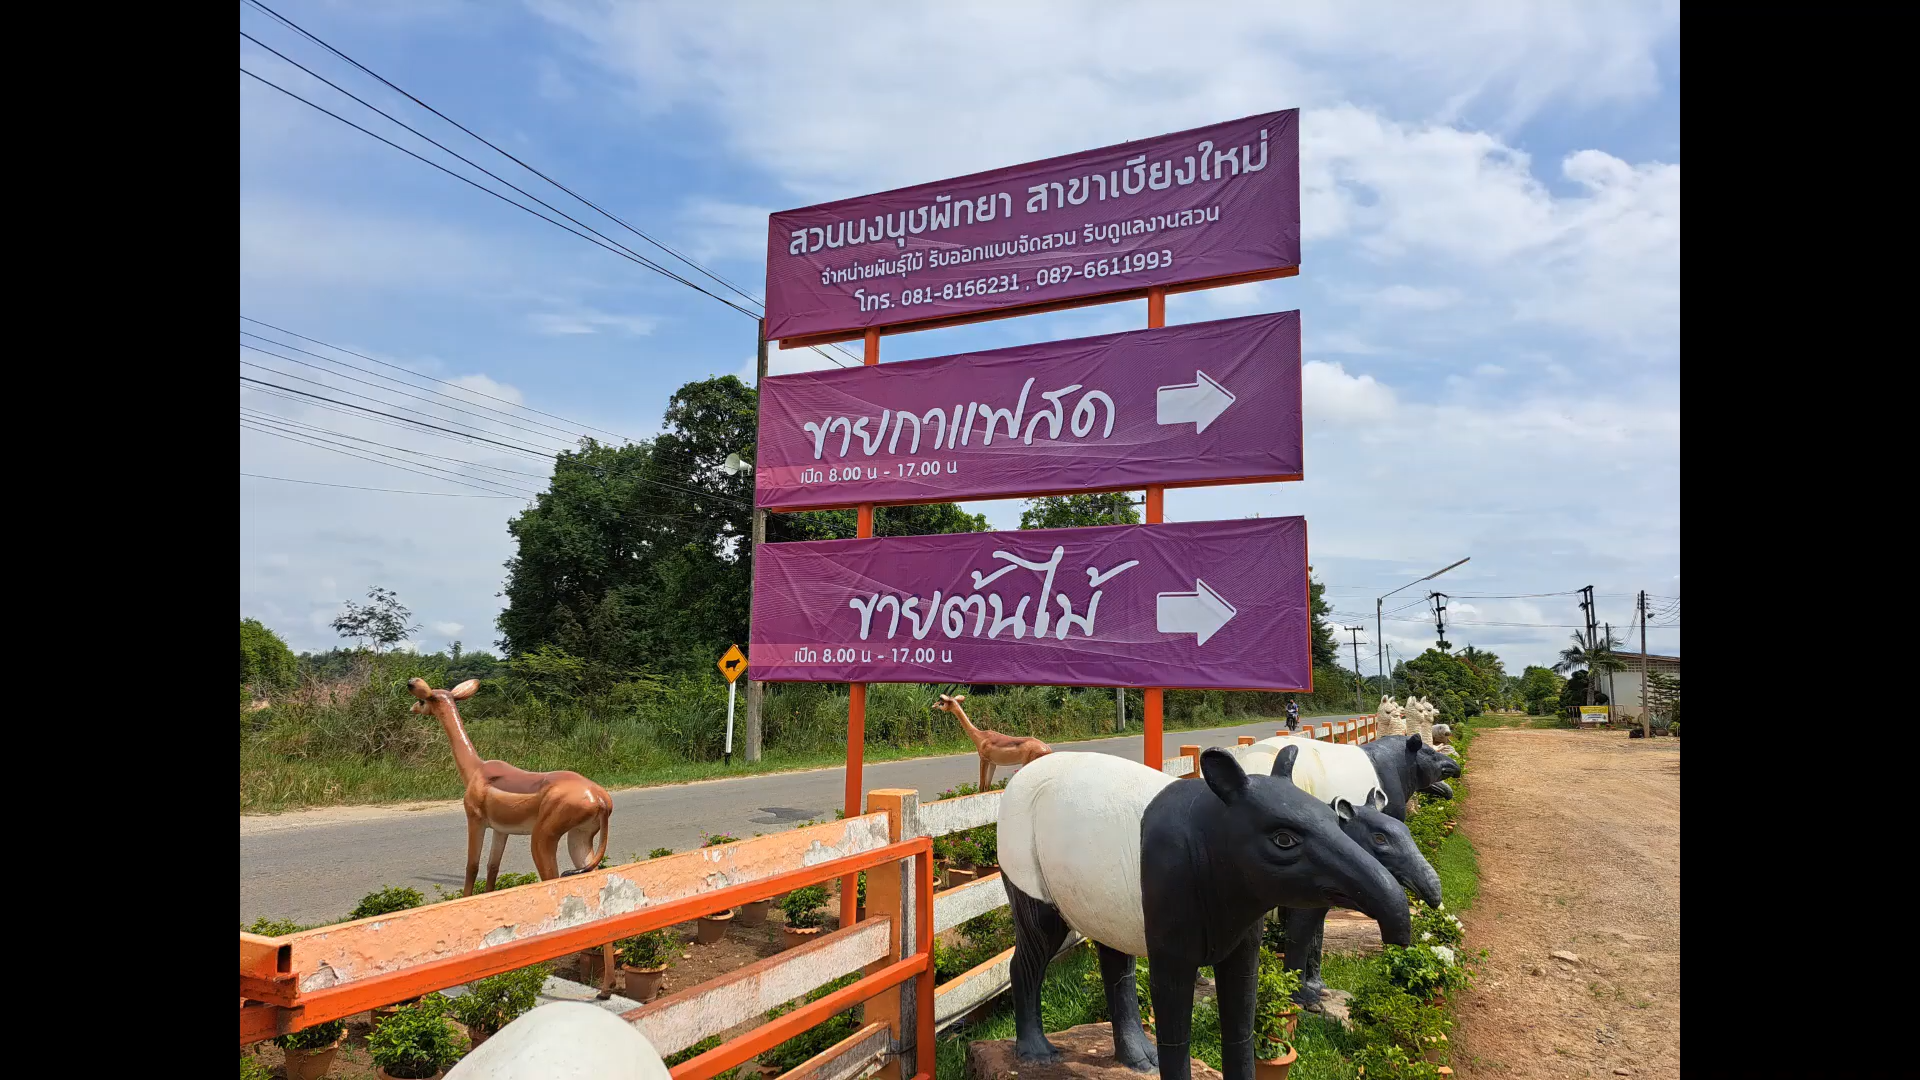 สวนนงนุชพัทยา สาขาเชียงใหม่
จำหน่ายพันธุ์ไม้ รับออกแบบจัดสวน รับดูแลงานสวน
โทร. 081-8166231 , 087-6611993
ขายกาแฟสด
เปิด 8.00 น - 17.00 น
ขายต้นไม้
เปิด 8.00 น - 17.00 น